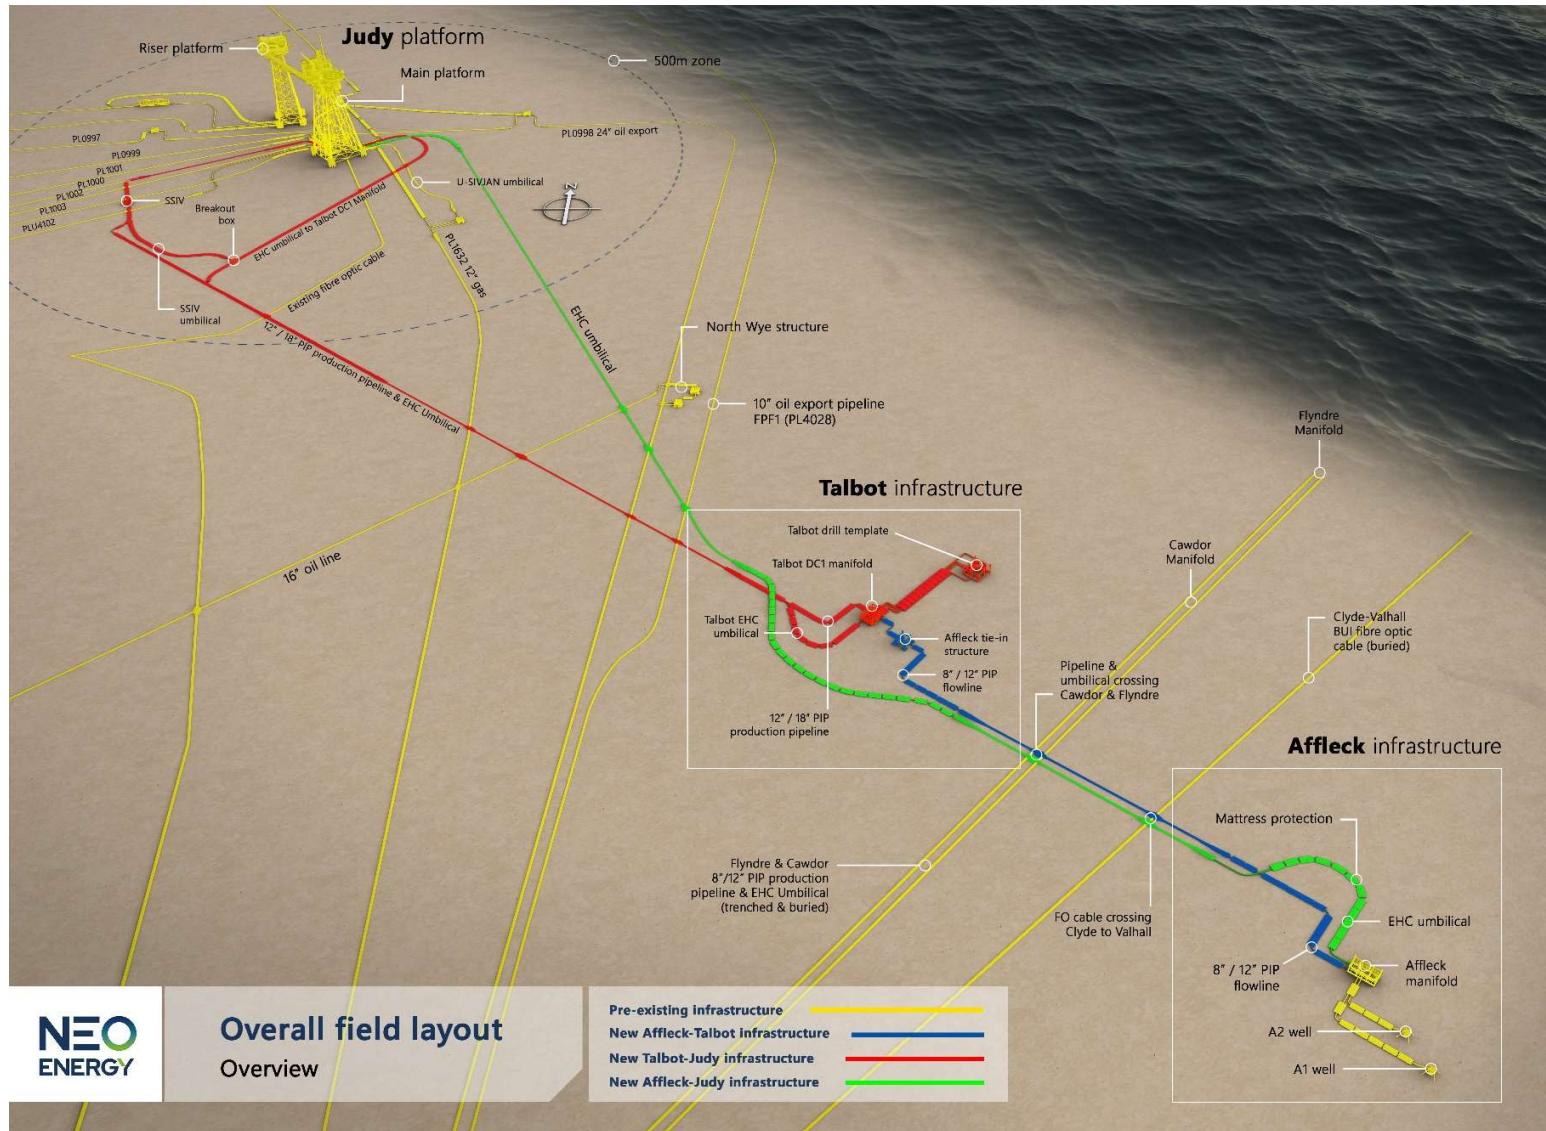 Judy platform
Riser platform
Main platform
500m zone
PL0998 24" oil export
PL0997
PL0999
PL1001
PL1000
PL1002
PL1003
PLU4102
SSIV
Breakout
box
U-SIVJAN umbilical
N
EHC umbilical to Talbot DC1 Manifold
PL1632 12" gas
Existing fibre optic cable
SSIV
umbilical
12" / 18" PIP production pipeline & EHC Umbilical
EHC umbilical
North Wye structure
10" oil export pipeline
FPF1 (PL4028)
16" oil line
Flyndre
Manifold
Talbot infrastructure
Talbot drill template
Talbot DC1 manifold
Talbot EHC
umbilical
Affleck tie-in
structure
8" / 12" PIP
flowline
12" / 18" PIP
production pipeline
Cawdor
Manifold
Clyde-Valhall
BUI fibre optic
cable (buried)
Pipeline &
umbilical crossing
Cawdor & Flyndre
Affleck infrastructure
Mattress protection
Flyndre & Cawdor
8"/12" PIP production
pipeline & EHC Umbilical
(trenched & buried)
FO cable crossing
Clyde to Valhall
EHC umbilical
8" / 12" PIP
flowline
Affleck
manifold
A2 well
A1 well
NEO
ENERGY
Overall field layout
Overview
Pre-existing infrastructure
New Affleck-Talbot infrastructure
New Talbot-Judy infrastructure
New Affleck-Judy infrastructure